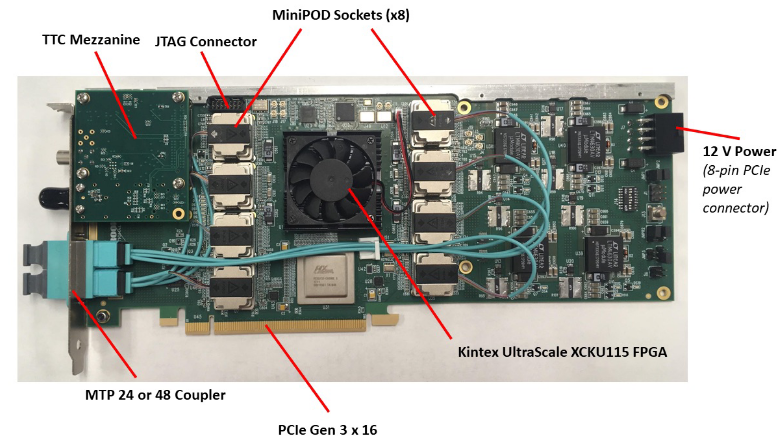 MiniPOD Sockets (x8)
TTC Mezzanine
JTAG Connector
12 V Power
(8-pin PCIe
power
connector)
Kintex UltraScale XCKU115 FPGA
MTP 24 or 48 Coupler
PCIe Gen 3 x 16